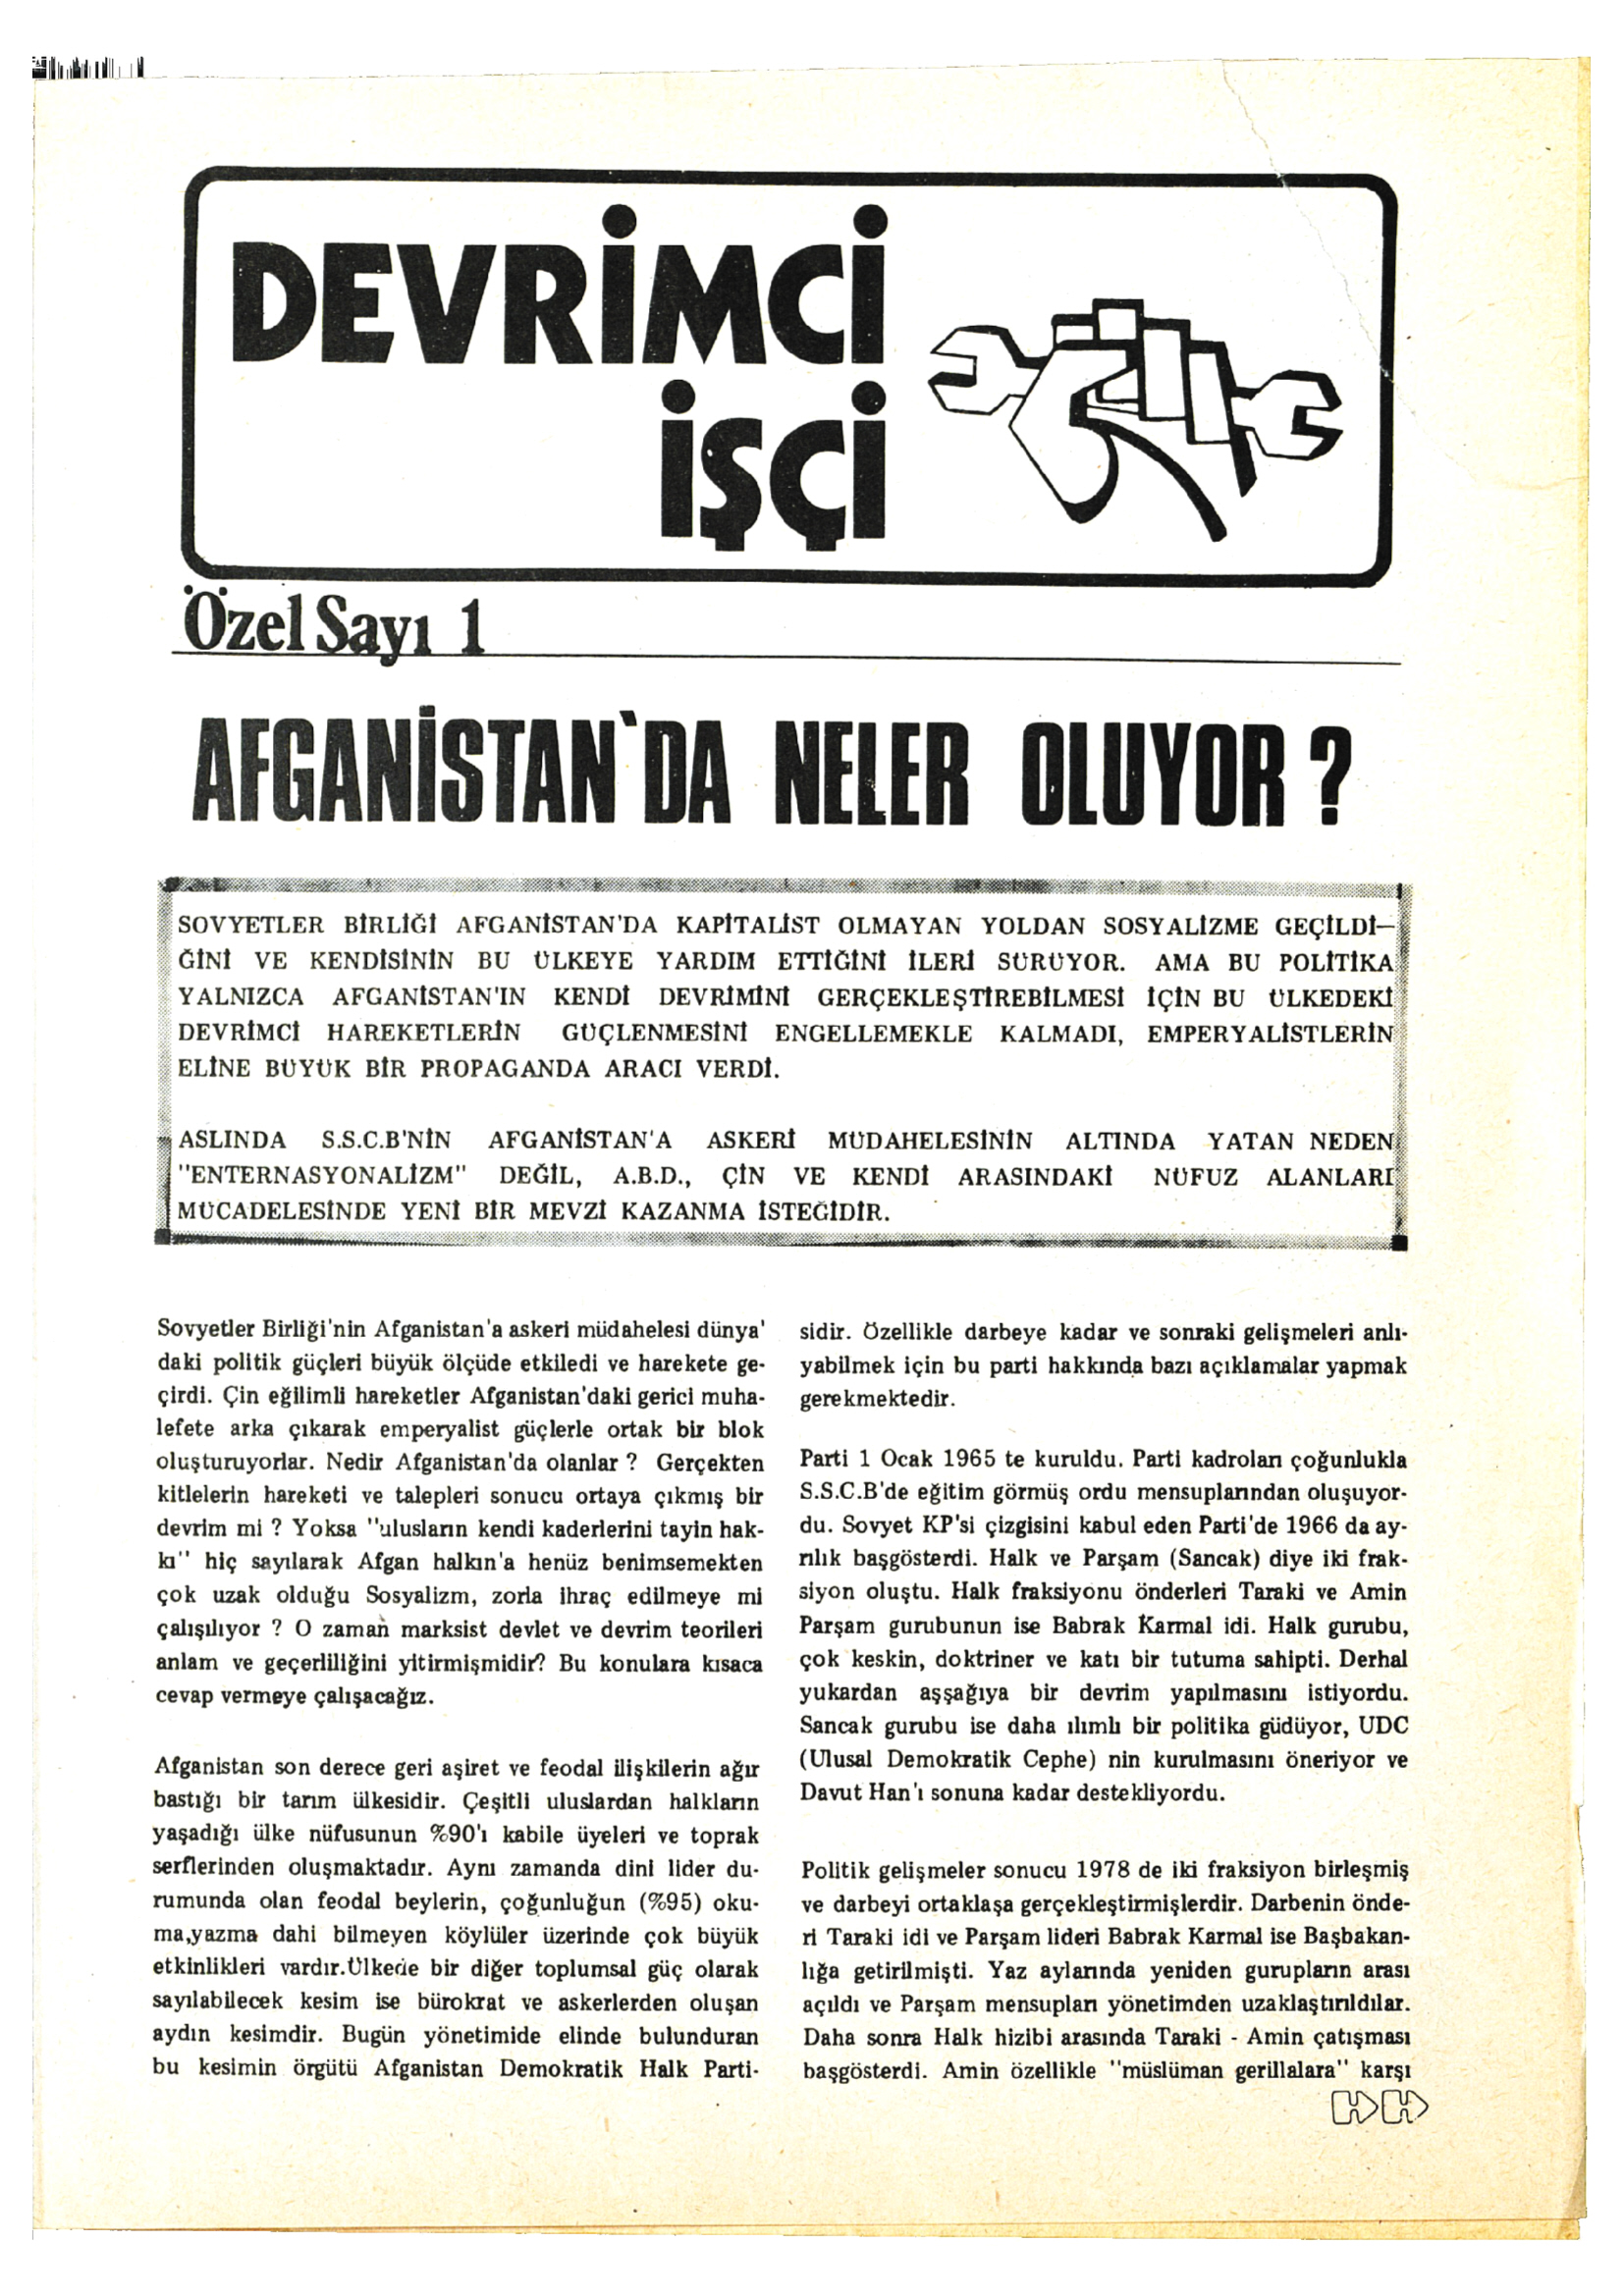 DEVRİMCİ
İŞÇİ
Özel Sayı 1
AFGANİSTAN'DA NELER OLUYOR ?
SOVYETLER BİRLİĞİ AFGANİSTAN'DA KAPİTALİST OLMAYAN YOLDAN SOSYALİZME GEÇİLDİ—
ĞİNİ VE KENDİSİNİN BU ÜLKEYE YARDIM ETTİĞİNİ İLERİ SÜRÜYOR. AMA BU POLİTİKA
YALNIZCA AFGANİSTAN'IN KENDİ DEVRİMİNİ GERÇEKLEŞTİREBİLMESİ İÇİN BU ÜLKEDEKİ
DEVRİMCİ HAREKETLERİN GÜÇLENMESİNİ ENGELLEMEKLE KALMADI, EMPERYALİSTLERİN
ELİNE BÜYÜK BİR PROPAGANDA ARACI VERDİ.
ASLINDA S.S.C.B'NİN AFGANİSTAN'A ASKERİ MÜDAHELESİNİN ALTINDA YATAN NEDEN
"ENTERNASYONALİZM" DEĞİL, A.B.D., ÇİN VE KENDİ ARASINDAKİ NÜFUZ ALANLARI
MÜCADELESİNDE YENİ BİR MEVZİ KAZANMA İSTEĞİDİR.
Sovyetler Birliği'nin Afganistan'a askeri müdahelesi dünya'
daki politik güçleri büyük ölçüde etkiledi ve harekete ge-
çirdi. Çin eğilimli hareketler Afganistan'daki gerici muha-
lefete arka çıkarak emperyalist güçlerle ortak bir blok
oluşturuyorlar. Nedir Afganistan'da olanlar ? Gerçekten
kitlelerin hareketi ve talepleri sonucu ortaya çıkmış bir
devrim mi ? Yoksa "ulusların kendi kaderlerini tayin hak-
kı" hiç sayılarak Afgan halkın'a henüz benimsemekten
çok uzak olduğu Sosyalizm, zorla ihraç edilmeye mi
çalışılıyor ? O zaman marksist devlet ve devrim teorileri
anlam ve geçerliliğini yitirmişmidir? Bu konulara kısaca
cevap vermeye çalışacağız.
Afganistan son derece geri aşiret ve feodal ilişkilerin ağır
bastığı bir tarım ülkesidir. Çeşitli uluslardan halkların
yaşadığı ülke nüfusunun %90'ı kabile üyeleri ve toprak
serflerinden oluşmaktadır. Aynı zamanda dini lider du-
rumunda olan feodal beylerin, çoğunluğun (%95) oku-
ma,yazma dahi bilmeyen köylüler üzerinde çok büyük
etkinlikleri vardır.Ülkede bir diğer toplumsal güç olarak
sayılabilecek kesim ise bürokrat ve askerlerden oluşan
aydın kesimdir. Bugün yönetimide elinde bulunduran
bu kesimin örgütü Afganistan Demokratik Halk Parti-
sidir. Özellikle darbeye kadar ve sonraki gelişmeleri anlı-
yabilmek için bu parti hakkında bazı açıklamalar yapmak
gerekmektedir.
Parti 1 Ocak 1965 te kuruldu. Parti kadroları çoğunlukla
S.S.C.B'de eğitim görmüş ordu mensuplarından oluşuyor-
du. Sovyet KP'si çizgisini kabul eden Parti'de 1966 da ay-
rılık başgösterdi. Halk ve Parşam (Sancak) diye iki frak-
siyon oluştu. Halk fraksiyonu önderleri Taraki ve Amin
Parşam gurubunun ise Babrak Karmal idi. Halk gurubu,
çok keskin, doktriner ve katı bir tutuma sahipti. Derhal
yukardan aşşağıya bir devrim yapılmasını istiyordu.
Sancak gurubu ise daha ılımlı bir politika güdüyor, UDC
(Ulusal Demokratik Cephe) nin kurulmasını öneriyor ve
Davut Han'ı sonuna kadar destekliyordu.
Politik gelişmeler sonucu 1978 de iki fraksiyon birleşmiş
ve darbeyi ortaklaşa gerçekleştirmişlerdir. Darbenin önde-
ri Taraki idi ve Parşam lideri Babrak Karmal ise Başbakan-
lığa getirilmişti. Yaz aylarında yeniden gurupların arası
açıldı ve Parşam mensupları yönetimden uzaklaştırıldılar.
Daha sonra Halk hizibi arasında Taraki - Amin çatışması
başgösterdi. Amin özellikle "müslüman gerillalara" karşı